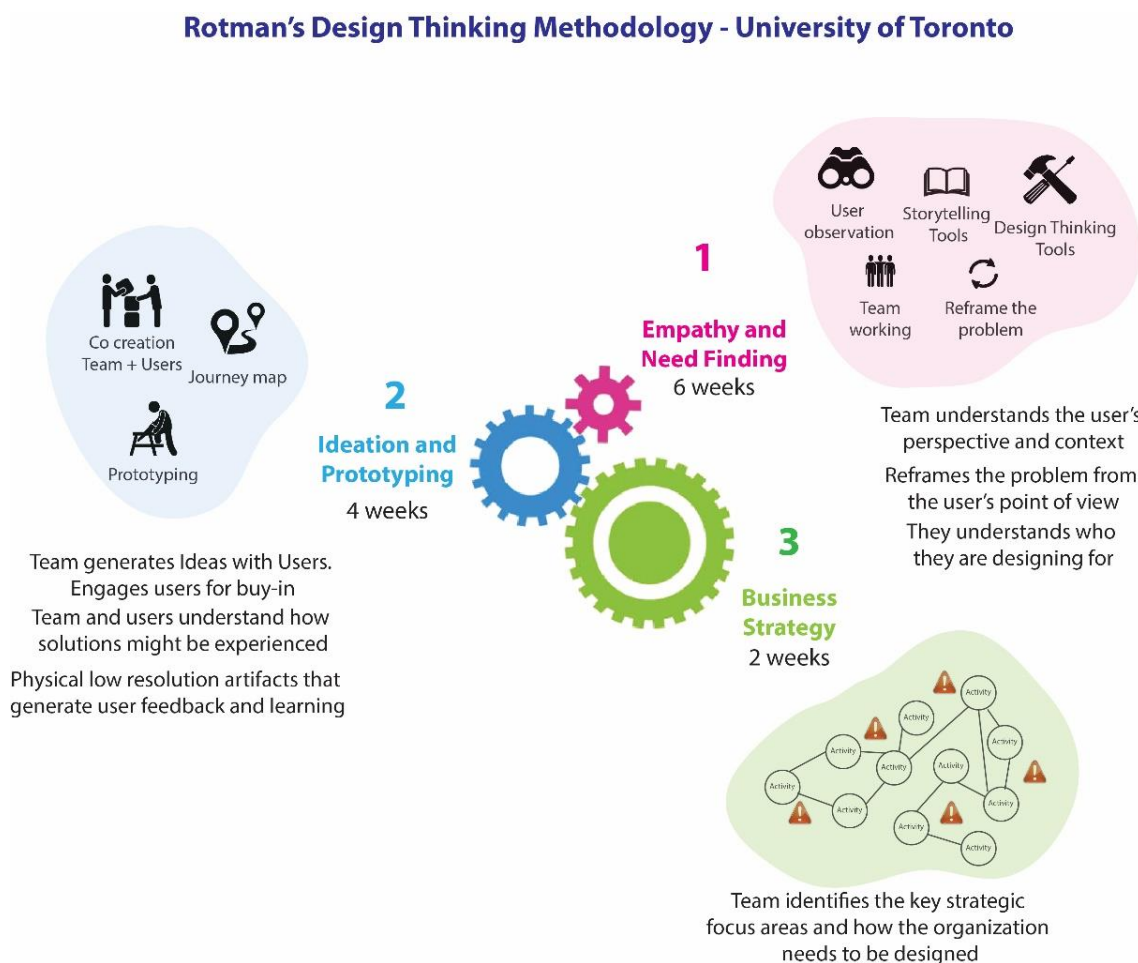 Rotman's Design Thinking Methodology - University of Toronto
1
Empathy and
Need Finding
6 weeks
User
observation
Storytelling
Tools
Design Thinking
Tools
Team
working
Reframe the
problem
Team understands the user's
perspective and context
Reframes the problem from
the user's point of view
They understands who
they are designing for
2
Ideation and
Prototyping
4 weeks
Co creation
Team + Users
Journey map
Prototyping
Team generates Ideas with Users.
Engages users for buy-in
Team and users understand how
solutions might be experienced
Physical low resolution artifacts that
generate user feedback and learning
3
Business
Strategy
2 weeks
Activity
Activity
Activity
Activity
Activity
Activity
Activity
Activity
Activity
Activity
Activity
Team identifies the key strategic
focus areas and how the organization
needs to be designed